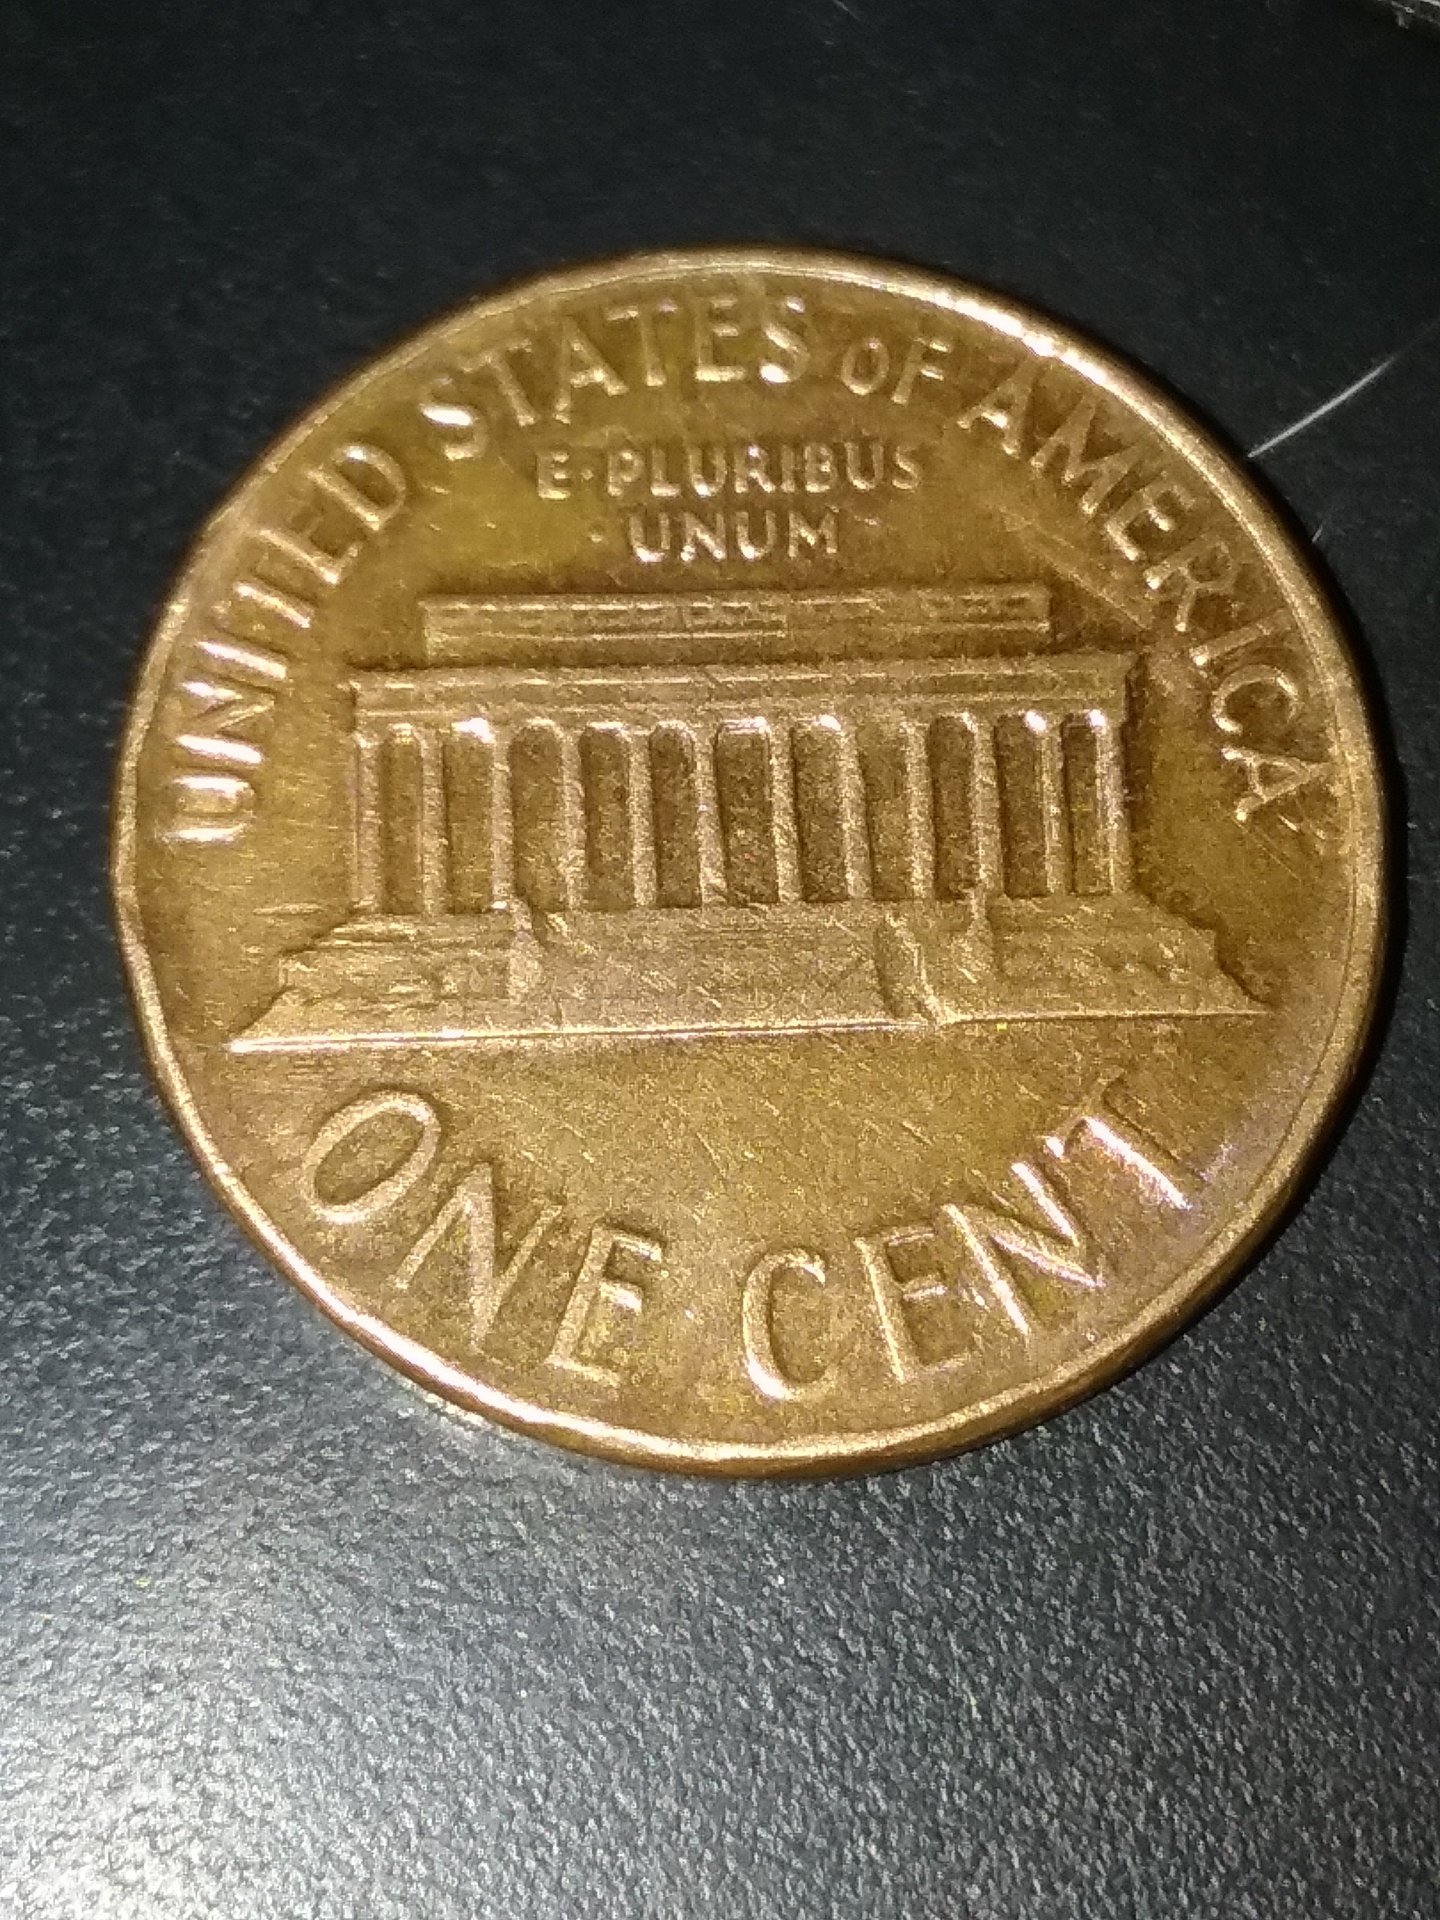 UNITED STATES OF AMERICA
E·PLURIBUS
·UNUM
ONE CENT